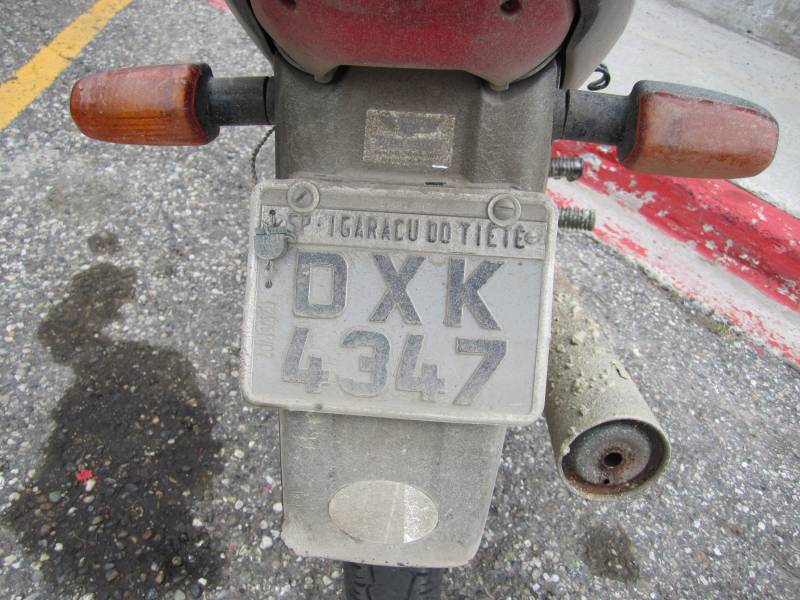 SP-IGARACU DO TIETE
DXK
4347